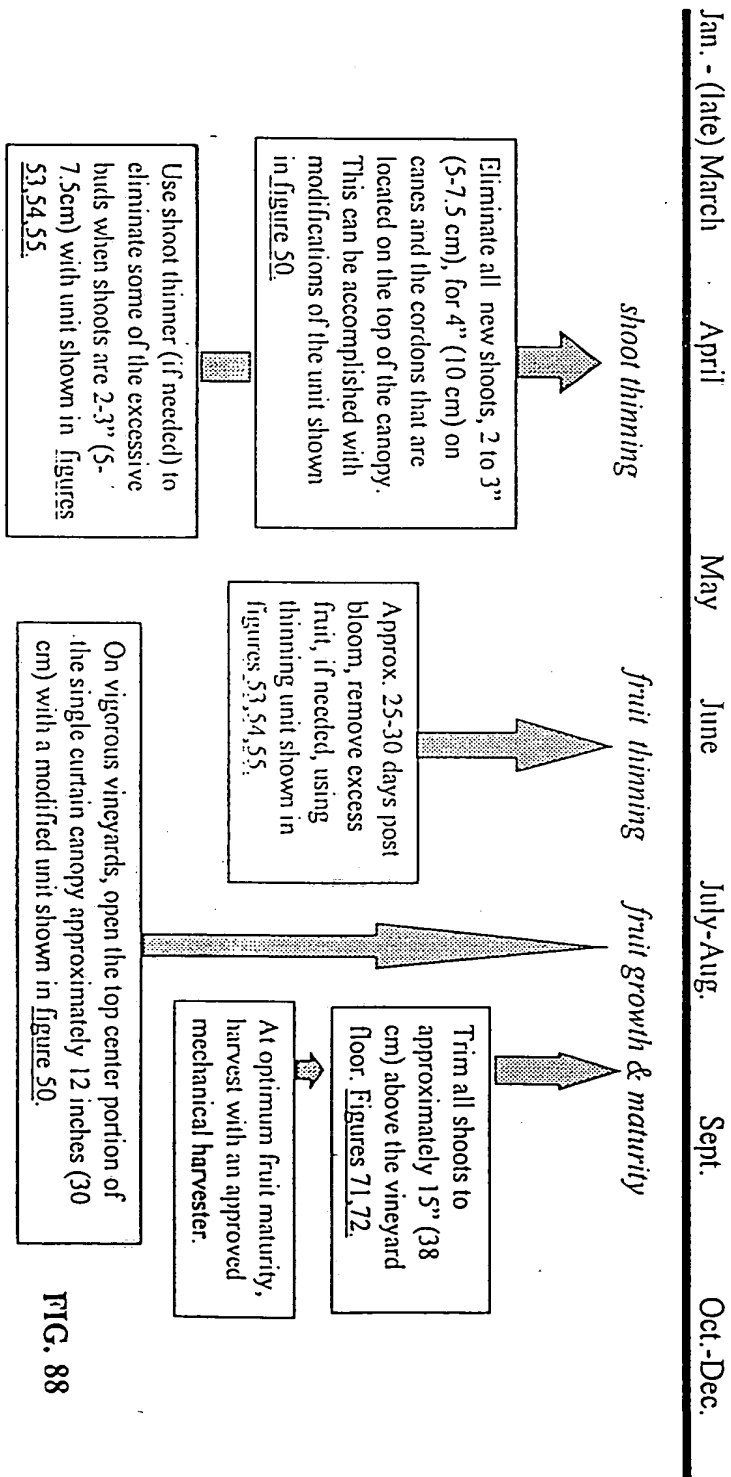 Jan. - (late) March April May June July-Aug. Sept. Oct.-Dec.
shoot thinning fruit thinning fruit growth & maturity
Eliminate all new shoots, 2 to 3”
(5-7.5 cm), for 4” (10 cm) on
canes and the cordons that are
located on the top of the canopy.
This can be accomplished with
modifications of the unit shown
in figure 50.
Use shoot thinner (if needed) to
eliminate some of the excessive
buds when shoots are 2-3” (5-
7.5cm) with unit shown in figures
53,54,55.
Approx. 25-30 days post
bloom, remove excess
fruit, if needed, using
thinning unit shown in
figures 53,54,55.
Trim all shoots to
approximately 15” (38
cm) above the vineyard
floor. Figures 71,72.
At optimum fruit maturity,
harvest with an approved
mechanical harvester.
On vigorous vineyards, open the top center portion of
the single curtain canopy approximately 12 inches (30
cm) with a modified unit shown in figure 50.
FIG. 88